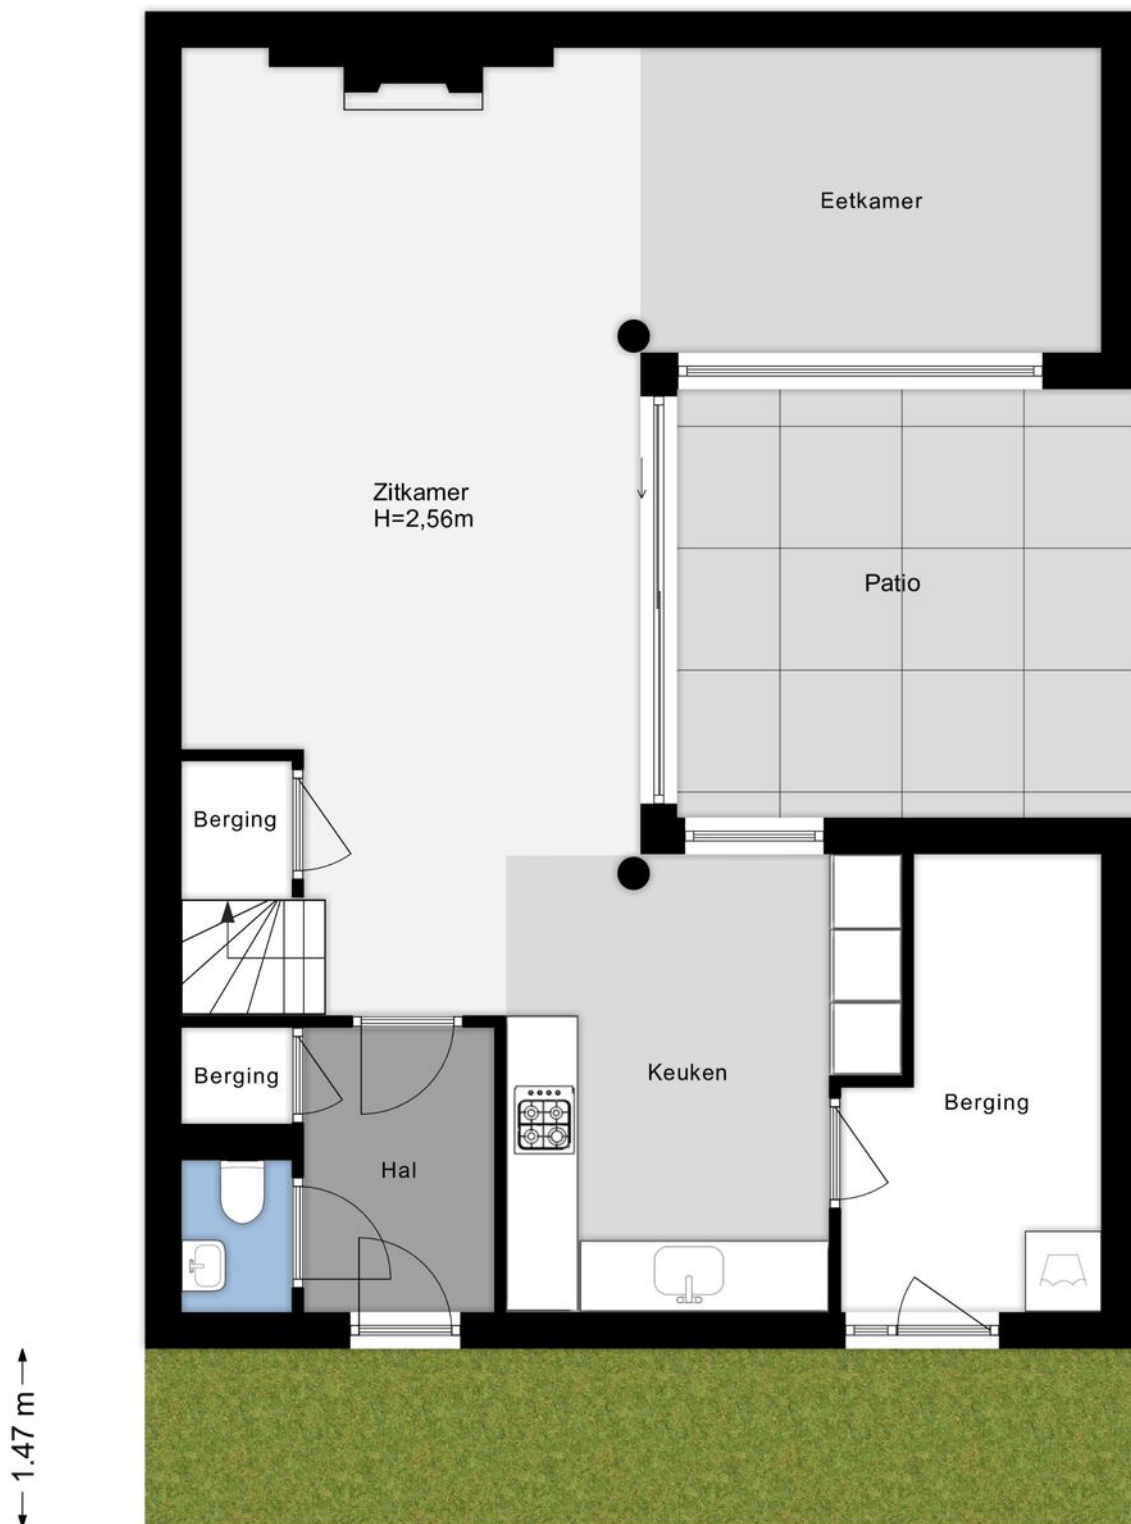 Eetkamer
Zitkamer
H=2,56m
Patio
Berging
Berging
Keuken
Berging
Hal
1.47 m